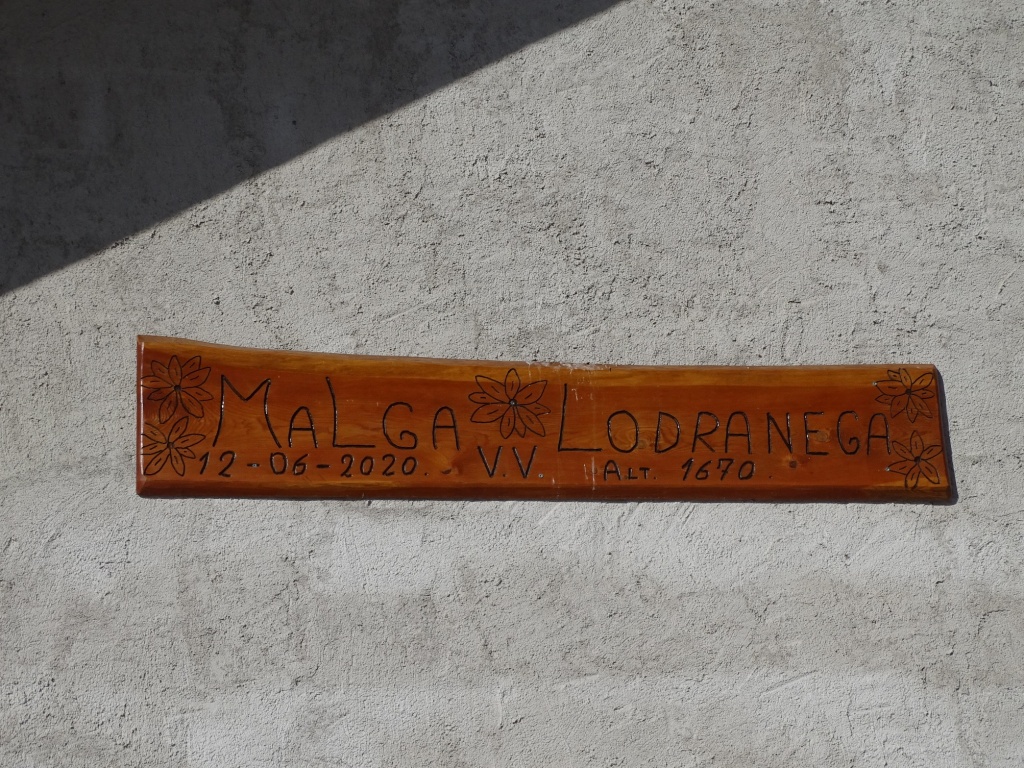 MALGA LODRANEGA
12-06-2020. V.V. ALT. 1670.